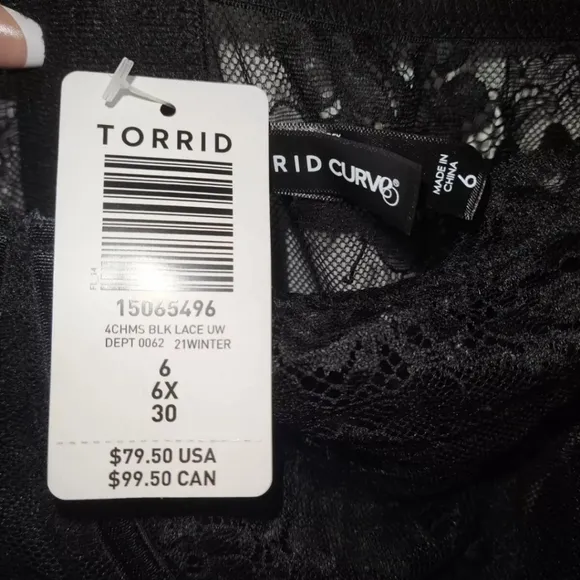 TORRID
FI_14
15065496
4CHMS BLK LACE UW
DEPT 0062 21WINTER
6
6X
30
$79.50 USA
$99.50 CAN
RID CURVE®
MADE IN
CHINA
6